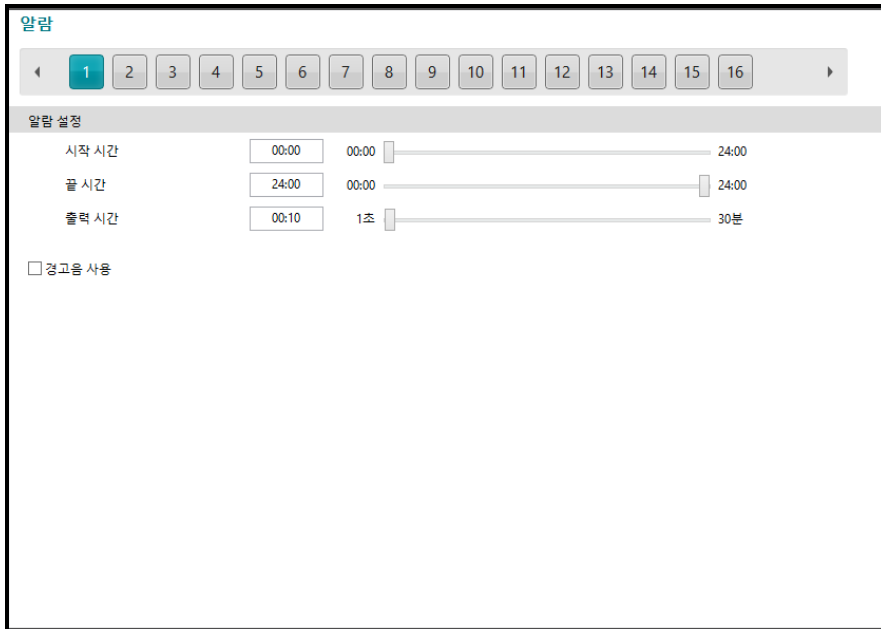 알람
1 2 3 4 5 6 7 8 9 10 11 12 13 14 15 16
알람 설정
시작 시간 00:00 00:00 24:00
끝 시간 24:00 00:00 24:00
출력 시간 00:10 1초 30분
경고음 사용